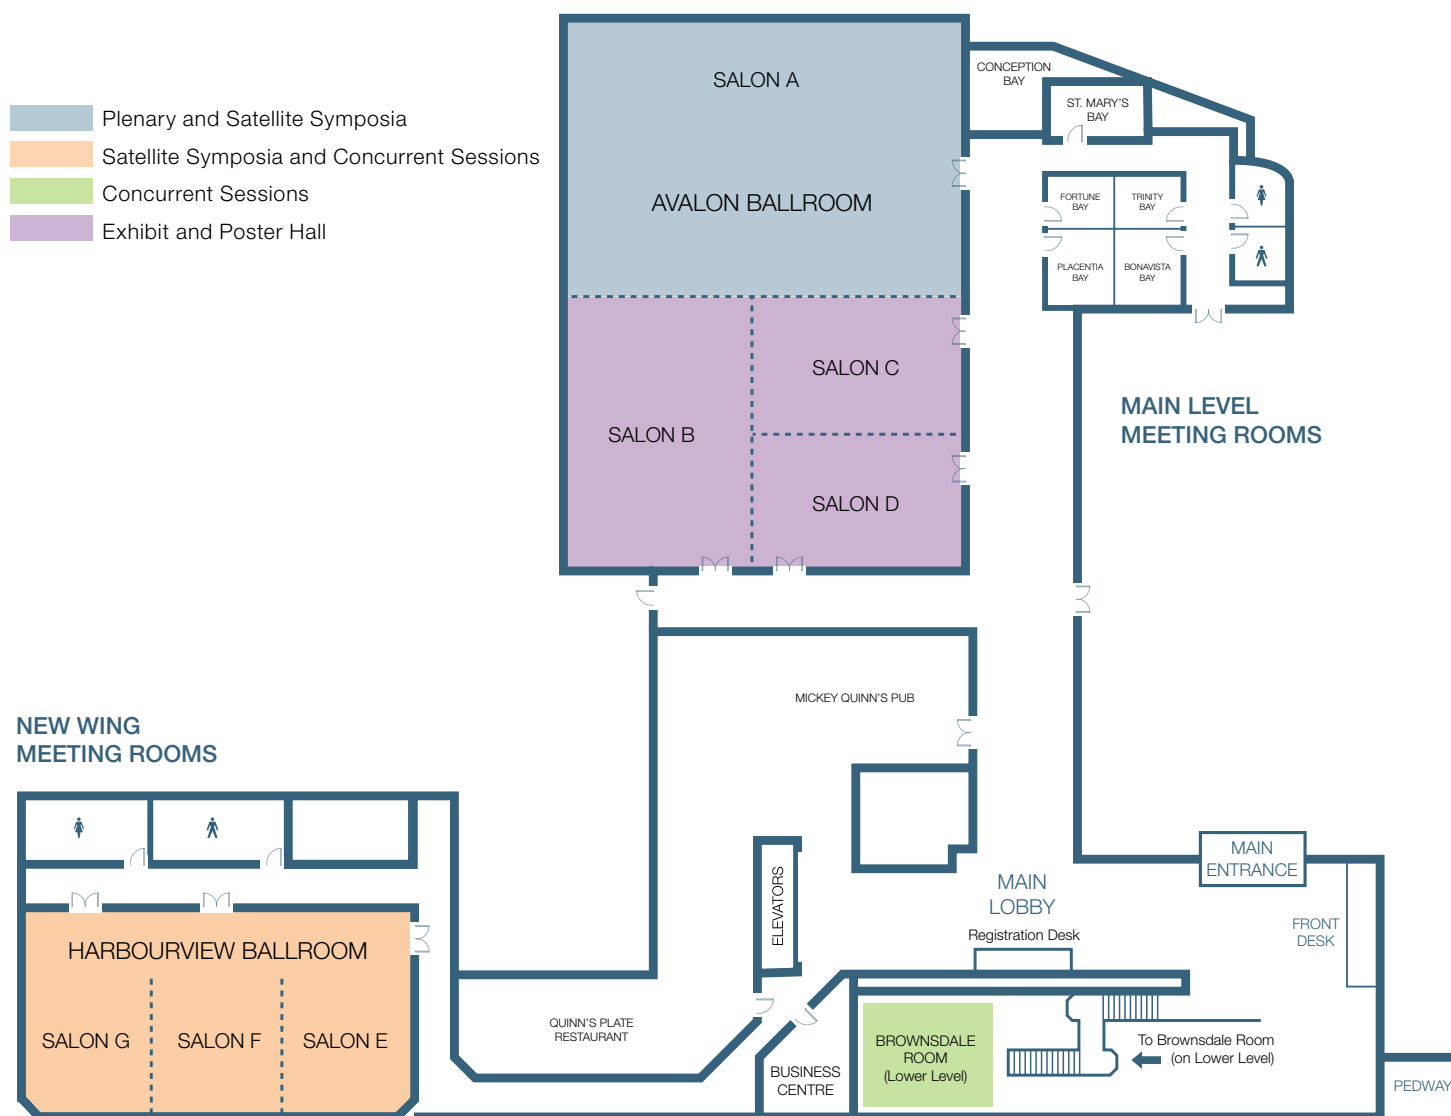 Plenary and Satellite Symposia
Satellite Symposia and Concurrent Sessions
Concurrent Sessions
Exhibit and Poster Hall
SALON A
AVALON BALLROOM
SALON B
SALON C
SALON D
CONCEPTION
BAY
ST. MARY'S
BAY
FORTUNE
BAY
TRINITY
BAY
PLACENTIA
BAY
BONAVISTA
BAY
MAIN LEVEL
MEETING ROOMS
MICKEY QUINN'S PUB
NEW WING
MEETING ROOMS
HARBOURVIEW BALLROOM
SALON G
SALON F
SALON E
QUINN'S PLATE
RESTAURANT
ELEVATORS
MAIN
LOBBY
Registration Desk
MAIN
ENTRANCE
FRONT
DESK
BUSINESS
CENTRE
BROWNSDALE
ROOM
(Lower Level)
To Brownsdale Room
(on Lower Level)
PEDWAY